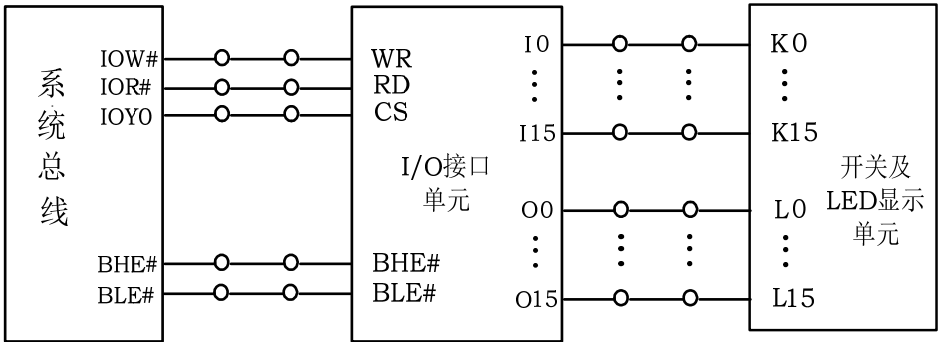 系统总线
IOW#
IOR#
IOY0
BHE#
BLE#
WR
RD
CS
I/O接口
单元
BHE#
BLE#
I0
I15
O0
O15
K0
K15
开关及
LED显示
单元
L0
L15